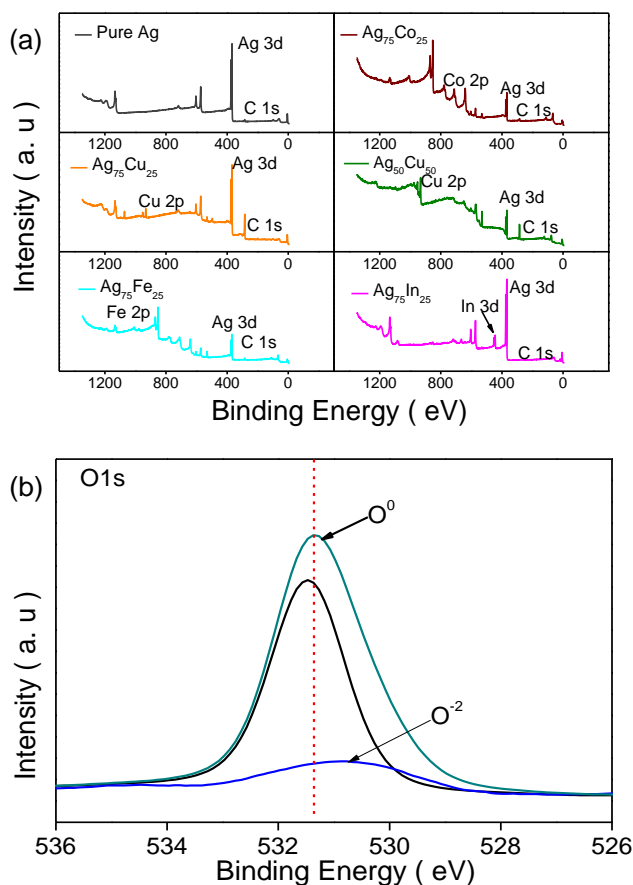 (a)
Intensity ( a. u)
Pure Ag
Ag 3d
C 1s
1200 800 400 0
Ag₇₅Co₂₅
Co 2p
Ag 3d
C 1s
1200 800 400 0
Ag₇₅Cu₂₅
Ag 3d
Cu 2p
C 1s
1200 800 400 0
Ag₅₀Cu₅₀
Cu 2p
Ag 3d
C 1s
1200 800 400 0
Ag₇₅Fe₂₅
Fe 2p
Ag 3d
C 1s
1200 800 400 0
Ag₇₅In₂₅
Ag 3d
In 3d
C 1s
1200 800 400 0
Binding Energy ( eV)
(b)
O1s
O⁰
O⁻²
Intensity ( a. u)
536 534 532 530 528 526
Binding Energy ( eV)